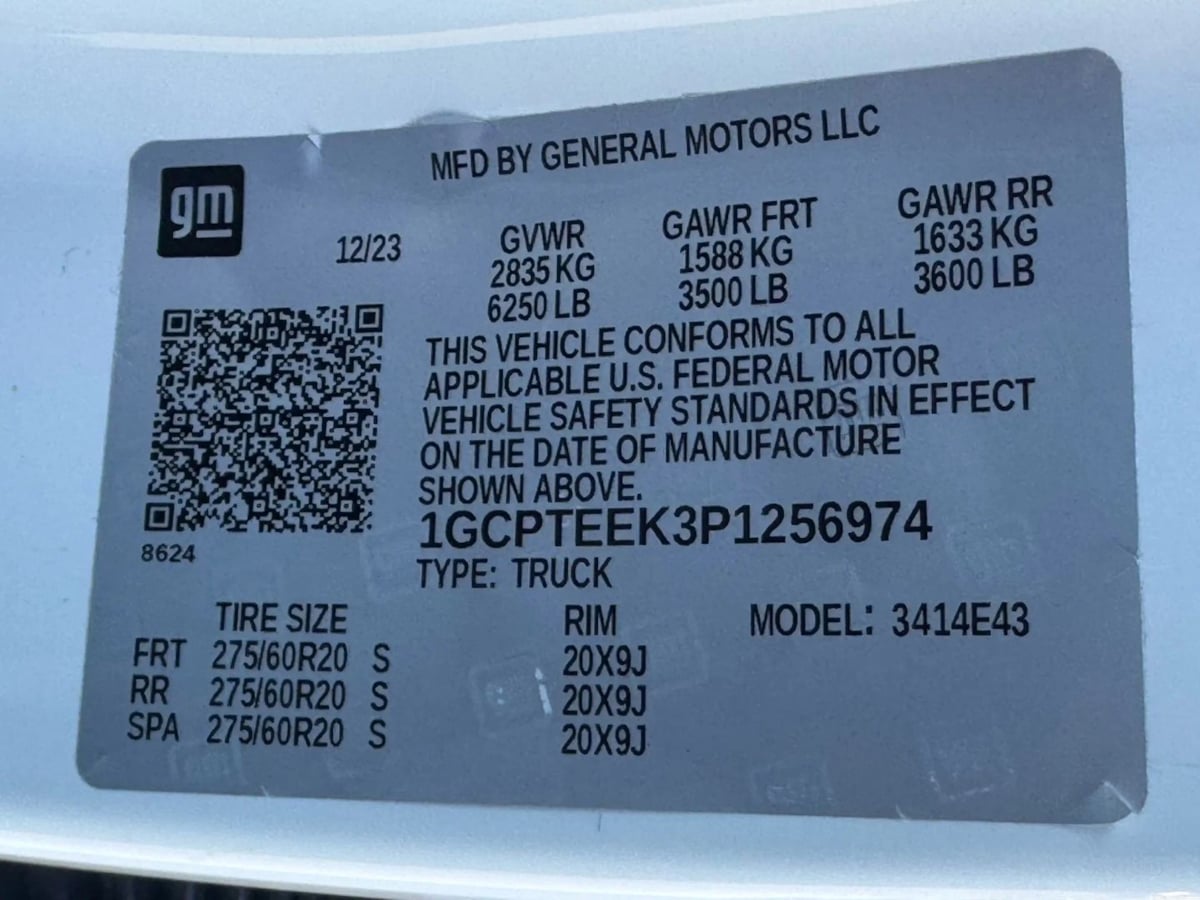 MFD BY GENERAL MOTORS LLC
gm
12/23
GVWR
2835 KG
6250 LB
GAWR FRT
1588 KG
3500 LB
GAWR RR
1633 KG
3600 LB
THIS VEHICLE CONFORMS TO ALL
APPLICABLE U.S. FEDERAL MOTOR
VEHICLE SAFETY STANDARDS IN EFFECT
ON THE DATE OF MANUFACTURE
SHOWN ABOVE.
1GCPTEEK3P1256974
8624
TYPE: TRUCK
TIRE SIZE RIM MODEL: 3414E43
FRT 275/60R20 S 20X9J
RR 275/60R20 S 20X9J
SPA 275/60R20 S 20X9J